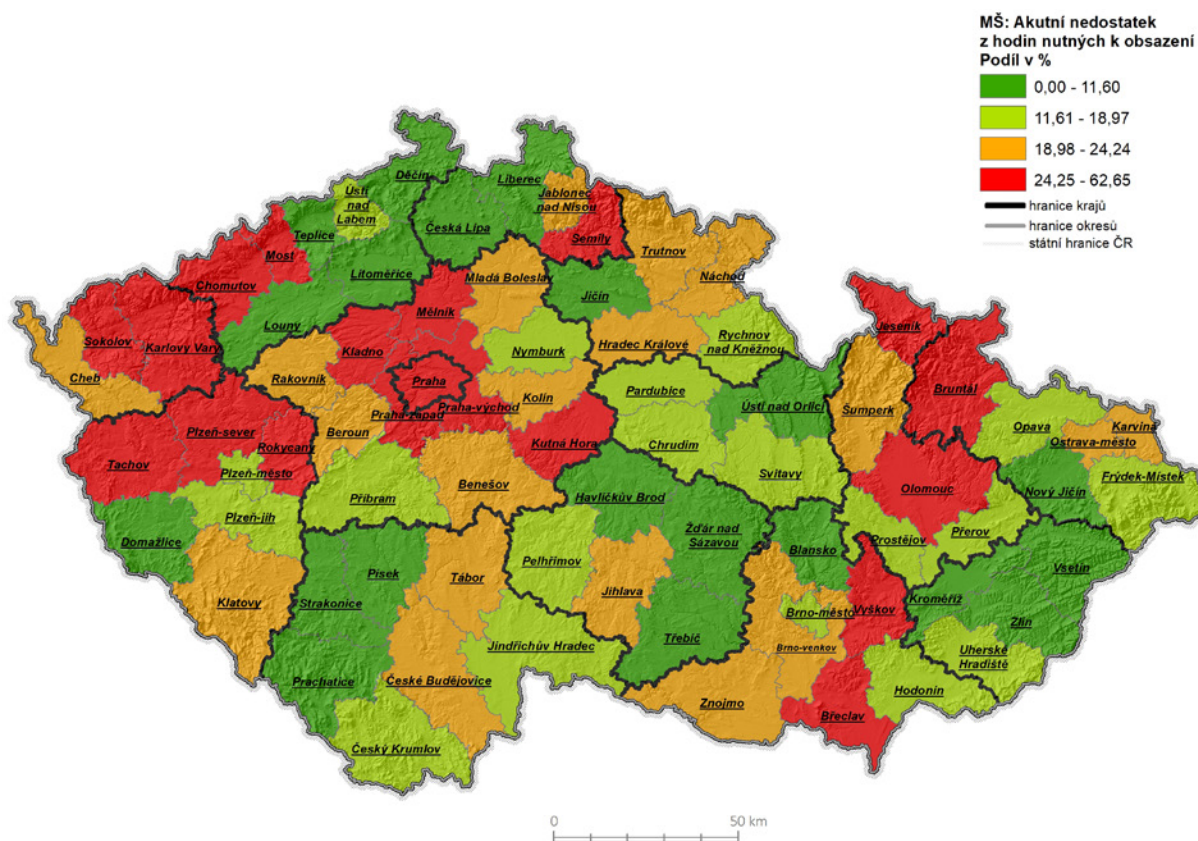 MŠ: Akutní nedostatek
z hodin nutných k obsazení
Podíl v %
0,00 - 11,60
11,61 - 18,97
18,98 - 24,24
24,25 - 62,65
hranice krajů
hranice okresů
státní hranice ČR
Děčín
Liberec
Ústí
nad
Labem
Jablonec
nad Nisou
Česká Lípa
Teplice
Semily
Trutnov
Most
Litoměřice
Mladá Boleslav
Náchod
Chomutov
Jičín
Louny
Mělník
Jeseník
Sokolov
Karlovy Vary
Kladno
Nymburk
Hradec Králové
Rychnov
nad Kněžnou
Cheb
Rakovník
Praha
Bruntál
Pardubice
Kolín
Ústí nad Orlicí
Šumperk
Praha-západ
Praha-východ
Opava
Karviná
Plzeň-sever
Beroun
Ostrava-město
Rokycany
Kutná Hora
Chrudim
Tachov
Plzeň-město
Svitavy
Frýdek-Místek
Benešov
Olomouc
Nový Jičín
Příbram
Havlíčkův Brod
Plzeň-jih
Žďár nad
Sázavou
Prostějov
Přerov
Domažlice
Blansko
Pelhřimov
Vsetín
Písek
Tábor
Jihlava
Klatovy
Strakonice
Kroměříž
Brno-město
Vyškov
Zlín
Třebíč
Jindřichův Hradec
Brno-venkov
Uherské
Hradiště
České Budějovice
Prachatice
Hodonín
Znojmo
Břeclav
Český Krumlov
0
50 km